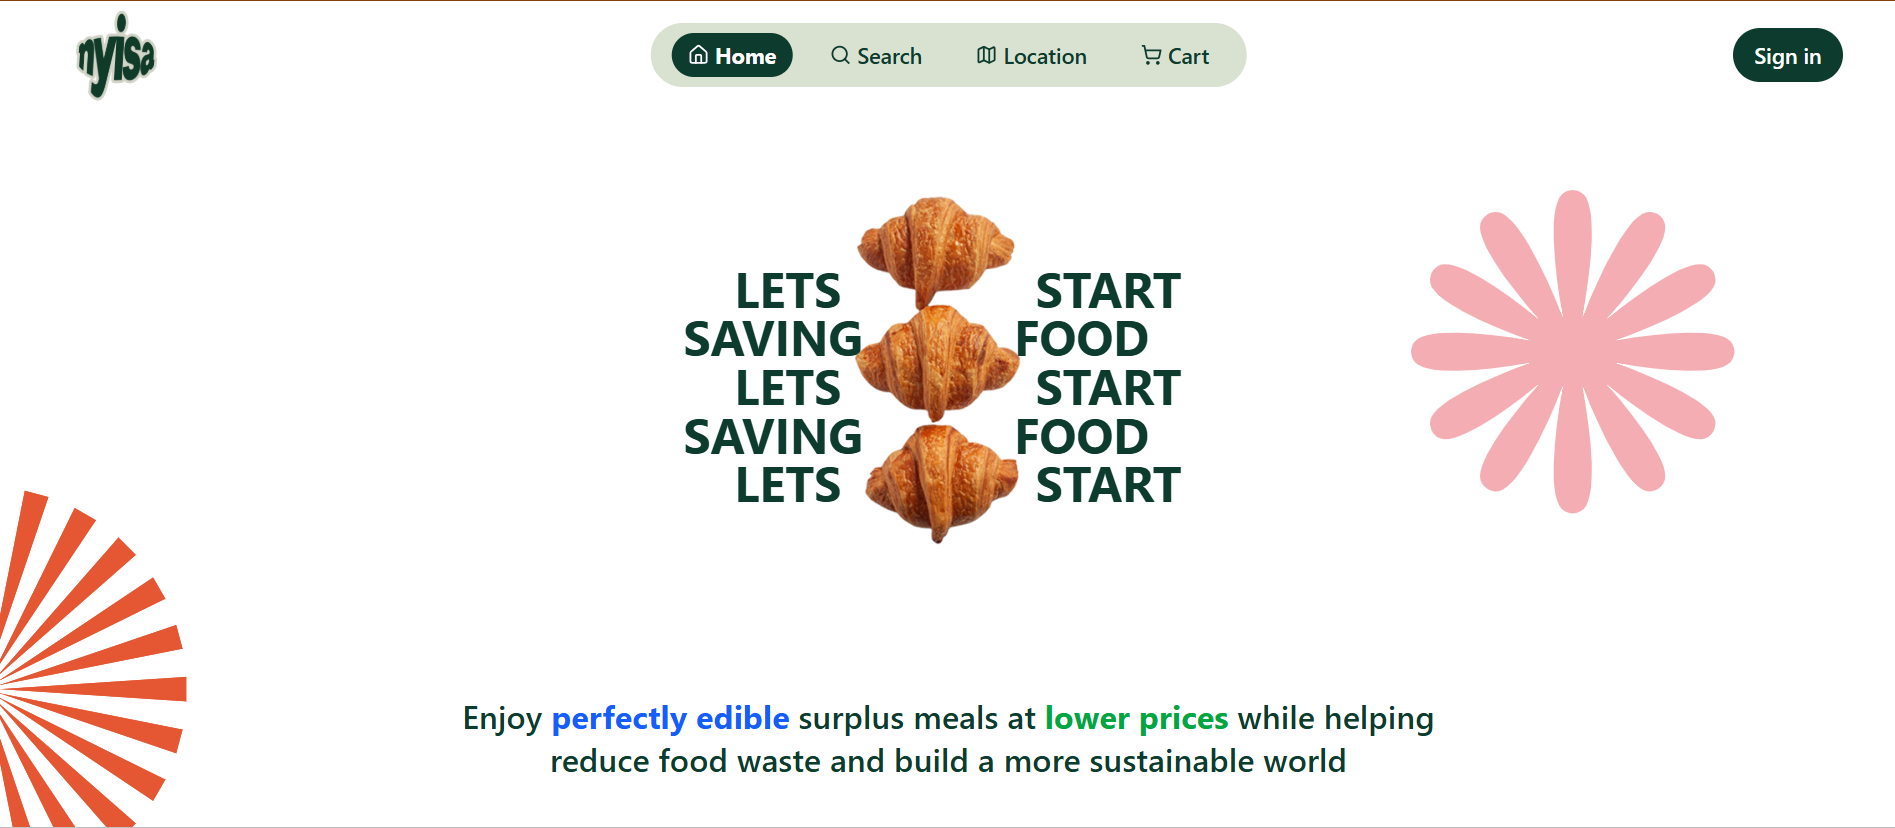 nyisa
Home Search Location Cart
Sign in
LETS START
SAVING FOOD
LETS START
SAVING FOOD
LETS START
Enjoy perfectly edible surplus meals at lower prices while helping
reduce food waste and build a more sustainable world